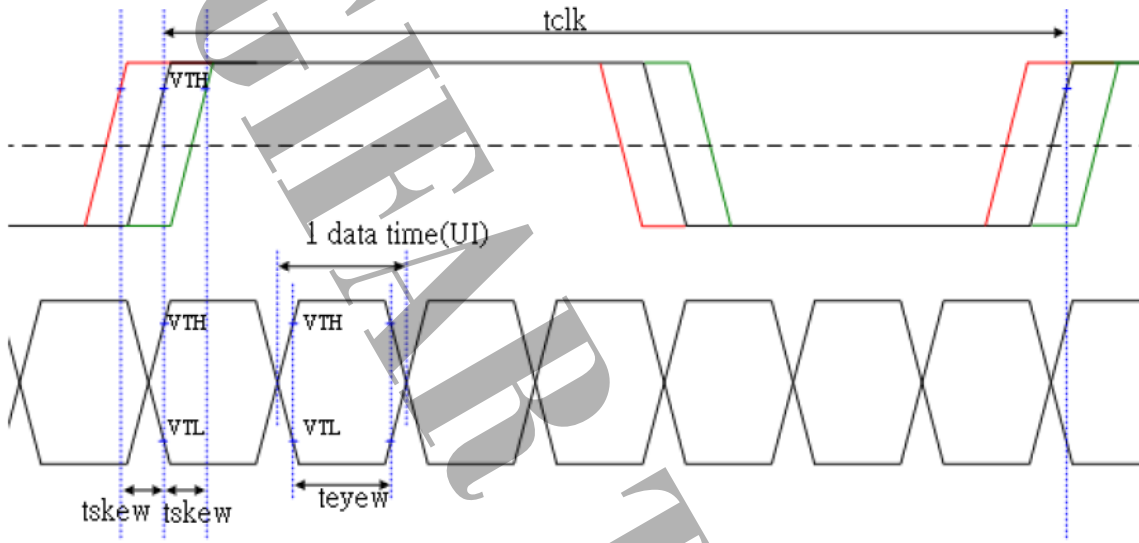 tclk
VTH
1 data time(UI)
VTH
VTH
VTL
VTL
tskew
tskew
teyew